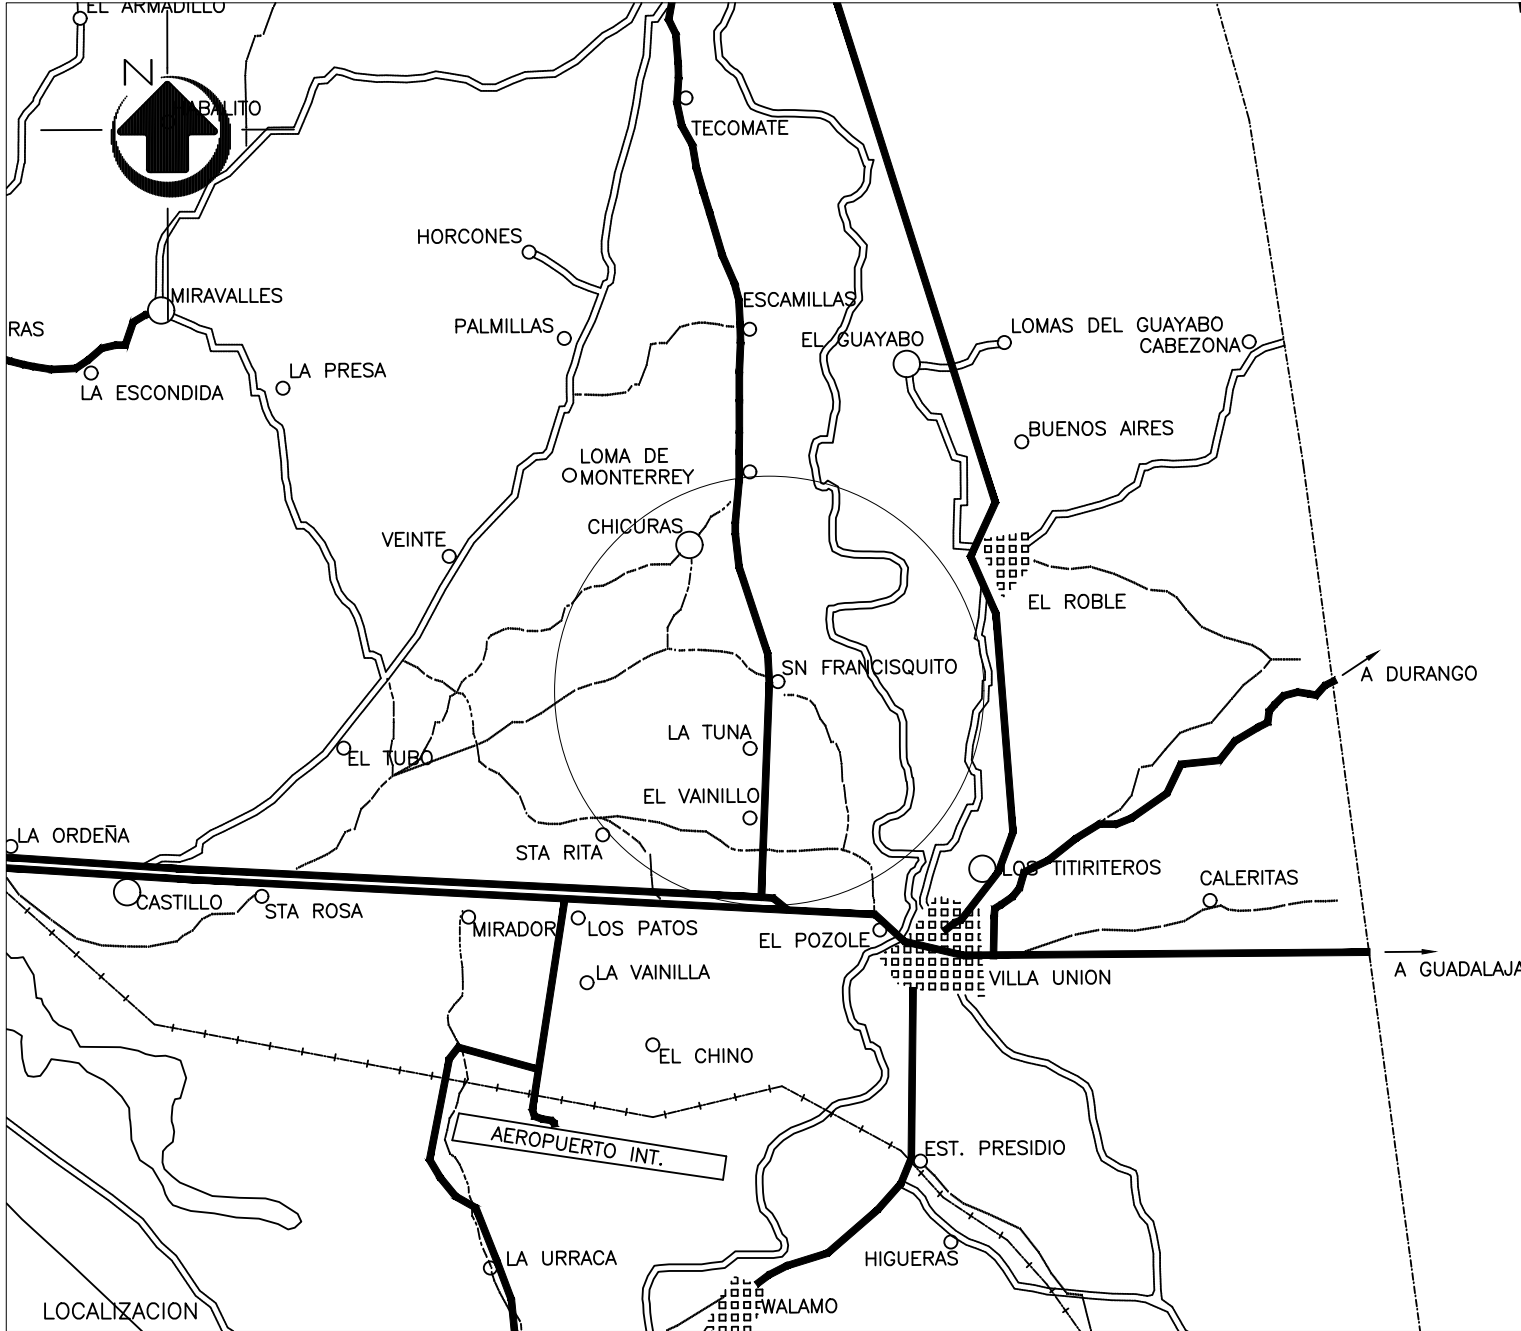 EL ARMADILLO
N
TECOMATE
HORCONES
MIRAVALLES
ESCAMILLAS
RAS
PALMILLAS
EL GUAYABO
LOMAS DEL GUAYABO
CABEZONA
LA PRESA
LA ESCONDIDA
BUENOS AIRES
LOMA DE
MONTERREY
CHICURAS
VEINTE
EL ROBLE
SN FRANCISQUITO
A DURANGO
LA TUNA
EL TUBO
EL VAINILLO
LA ORDEÑA
STA RITA
LOS TITIRITEROS
CALERITAS
CASTILLO
STA ROSA
MIRADOR
LOS PATOS
EL POZOLE
LA VAINILLA
VILLA UNION
A GUADALAJA
EL CHINO
AEROPUERTO INT.
EST. PRESIDIO
LA URRACA
HIGUERAS
LOCALIZACION
WALAMO